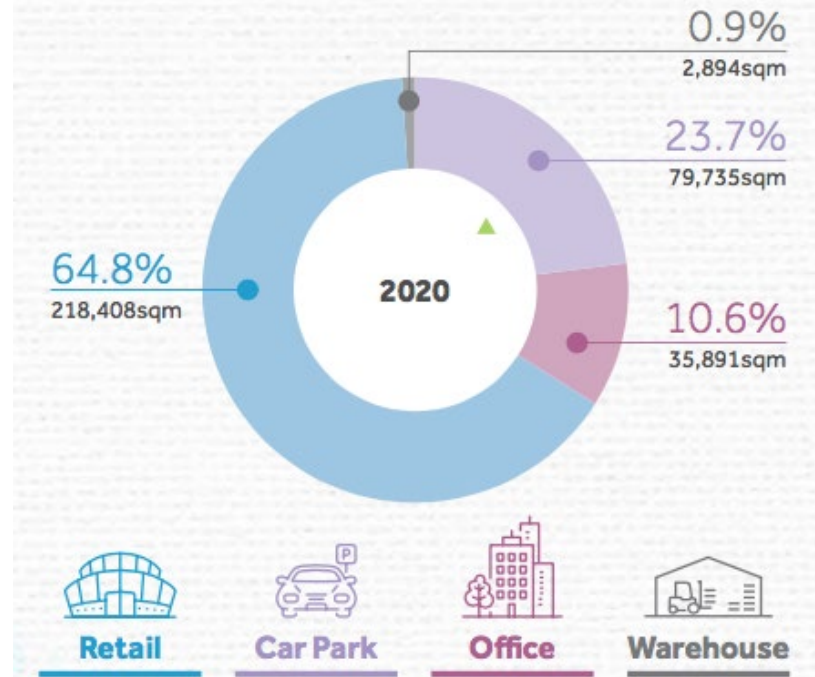 0.9%
2,894sqm
23.7%
79,735sqm
64.8%
218,408sqm
2020
10.6%
35,891sqm
P
Retail
Car Park
Office
Warehouse